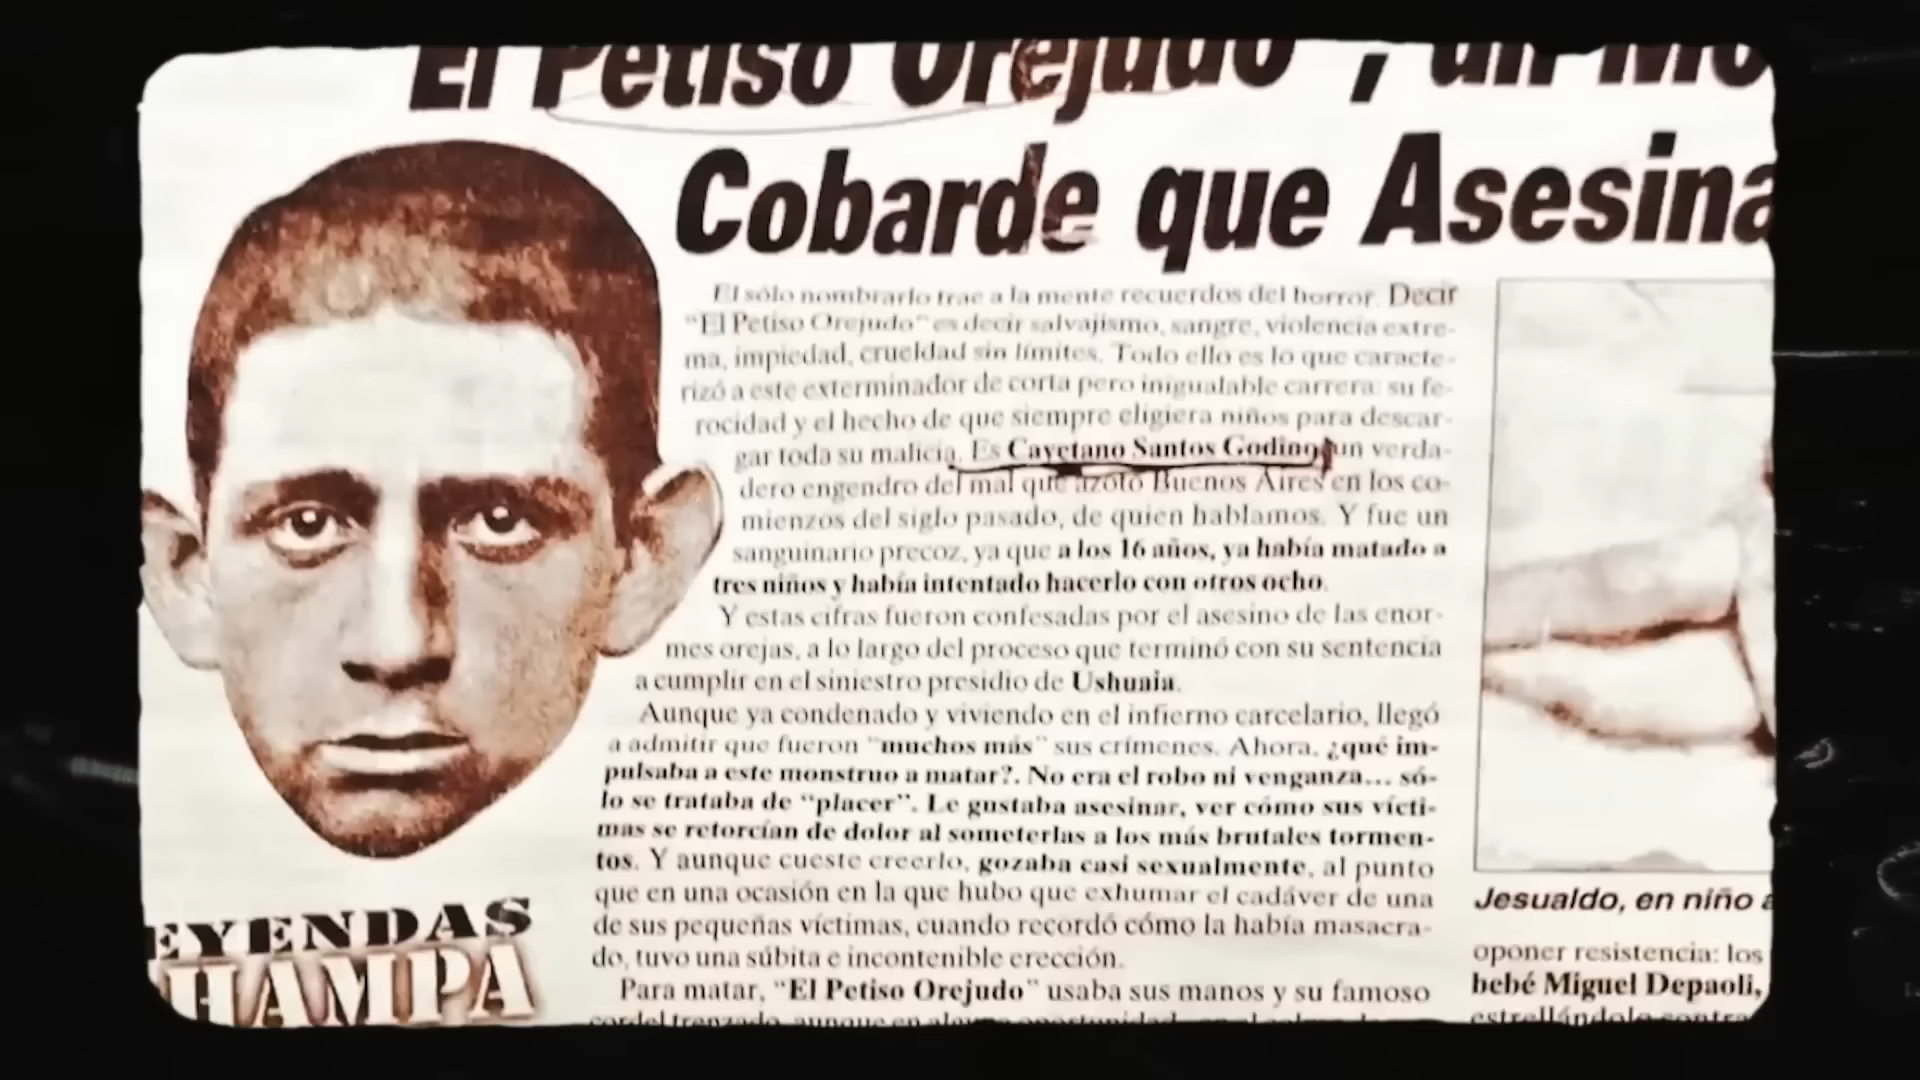 "El Petiso Orejudo", un Mo
Cobarde que Asesina
El sólo nombrarlo trae a la mente recuerdos del horror. Decir
"El Petiso Orejudo" es decir salvajismo, sangre, violencia extre-
ma, impiedad, crueldad sin límites. Todo ello es lo que caracte-
rizó a este exterminador de corta pero inigualable carrera: su fe-
rocidad y el hecho de que siempre eligiera niños para descar-
gar toda su malicia. Es Cayetano Santos Godino, un verda-
dero engendro del mal que azotó Buenos Aires en los co-
mienzos del siglo pasado, de quien hablamos. Y fue un
sanguinario precoz, ya que a los 16 años, ya había matado a
tres niños y había intentado hacerlo con otros ocho.
Y estas cifras fueron confesadas por el asesino de las enor-
mes orejas, a lo largo del proceso que terminó con su sentencia
a cumplir en el siniestro presidio de Ushuaia.
Aunque ya condenado y viviendo en el infierno carcelario, llegó
a admitir que fueron "muchos más" sus crímenes. Ahora, ¿qué im-
pulsaba a este monstruo a matar?. No era el robo ni venganza... só-
lo se trataba de "placer". Le gustaba asesinar, ver cómo sus vícti-
mas se retorcían de dolor al someterlas a los más brutales tormen-
tos. Y aunque cueste creerlo, gozaba casi sexualmente, al punto
que en una ocasión en la que hubo que exhumar el cadáver de una
de sus pequeñas víctimas, cuando recordó cómo la había masacra-
do, tuvo una súbita e incontenible erección.
Para matar, "El Petiso Orejudo" usaba sus manos y su famoso
cordel trenzado, aunque en
EYENDAS
HAMPA
Jesualdo, en niño a
oponer resistencia: los
bebé Miguel Depaoli,
estrellándolo contra